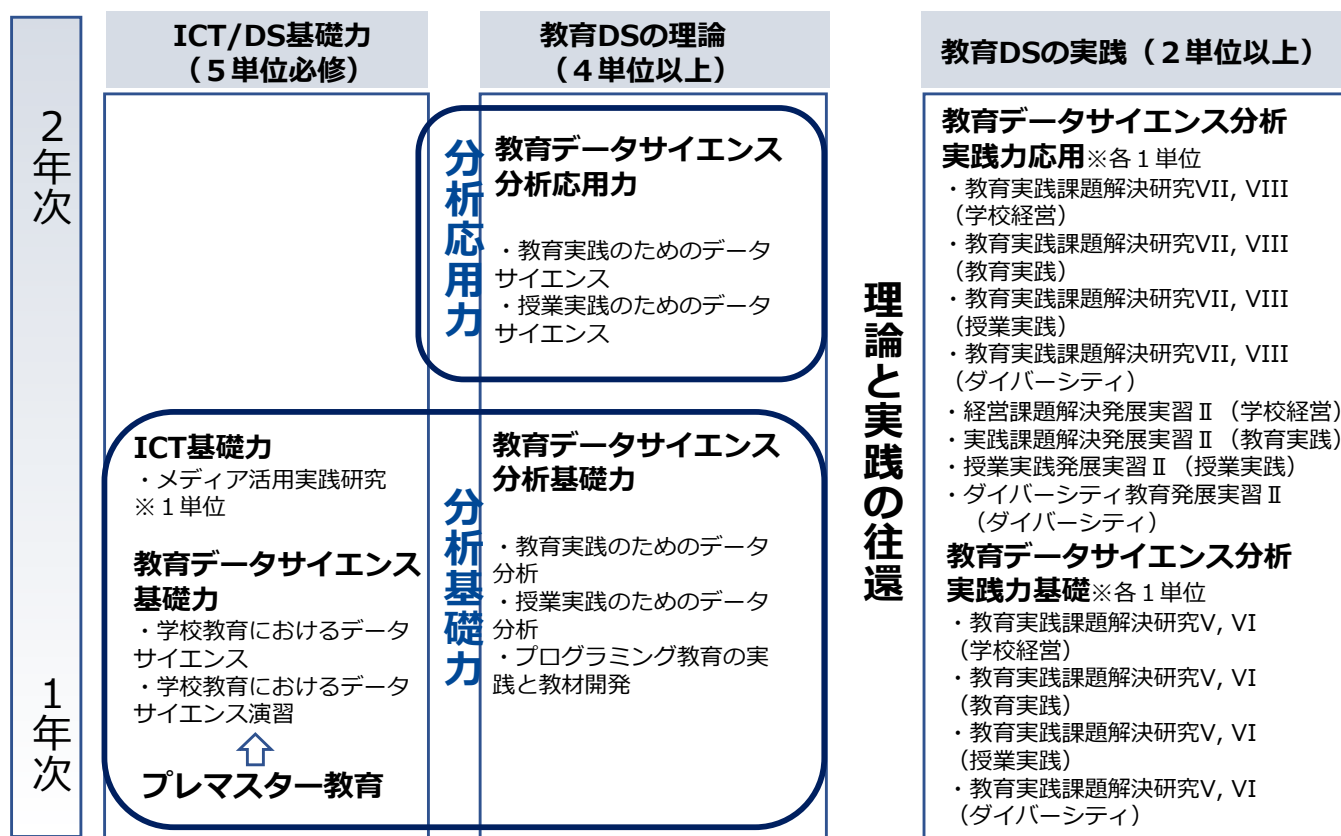 ICT/DS基礎力
（５単位必修）
教育DSの理論
（４単位以上）
教育DSの実践（２単位以上）
2年次
1年次
分析応用力
教育データサイエンス
分析応用力
・教育実践のためのデータ
サイエンス
・授業実践のためのデータ
サイエンス
ICT基礎力
・メディア活用実践研究
※１単位
教育データサイエンス
基礎力
・学校教育におけるデータ
サイエンス
・学校教育におけるデータ
サイエンス演習
プレマスター教育
分析基礎力
教育データサイエンス
分析基礎力
・教育実践のためのデータ
分析
・授業実践のためのデータ
分析
・プログラミング教育の実
践と教材開発
理論と実践の往還
教育データサイエンス分析
実践力応用※各１単位
・教育実践課題解決研究VII, VIII
（学校経営）
・教育実践課題解決研究VII, VIII
（教育実践）
・教育実践課題解決研究VII, VIII
（授業実践）
・教育実践課題解決研究VII, VIII
（ダイバーシティ）
・経営課題解決発展実習Ⅱ（学校経営）
・実践課題解決発展実習Ⅱ（教育実践）
・授業実践発展実習Ⅱ（授業実践）
・ダイバーシティ教育発展実習Ⅱ
（ダイバーシティ）
教育データサイエンス分析
実践力基礎※各１単位
・教育実践課題解決研究V, VI
（学校経営）
・教育実践課題解決研究V, VI
（教育実践）
・教育実践課題解決研究V, VI
（授業実践）
・教育実践課題解決研究V, VI
（ダイバーシティ）